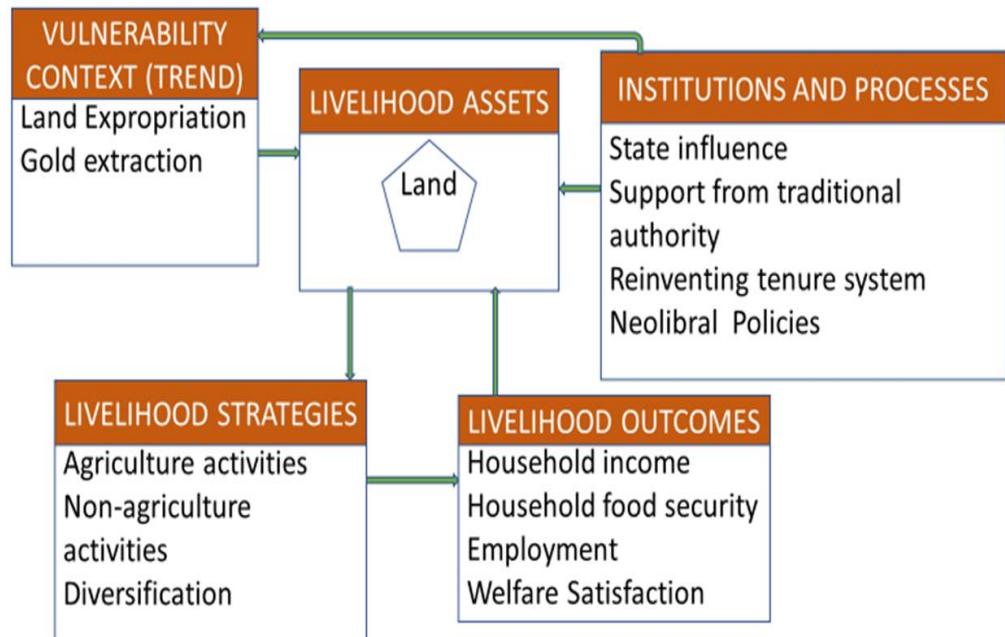 VULNERABILITY
CONTEXT (TREND)
Land Expropriation
Gold extraction
LIVELIHOOD ASSETS
Land
INSTITUTIONS AND PROCESSES
State influence
Support from traditional
authority
Reinventing tenure system
Neolibral Policies
LIVELIHOOD STRATEGIES
Agriculture activities
Non-agriculture
activities
Diversification
LIVELIHOOD OUTCOMES
Household income
Household food security
Employment
Welfare Satisfaction